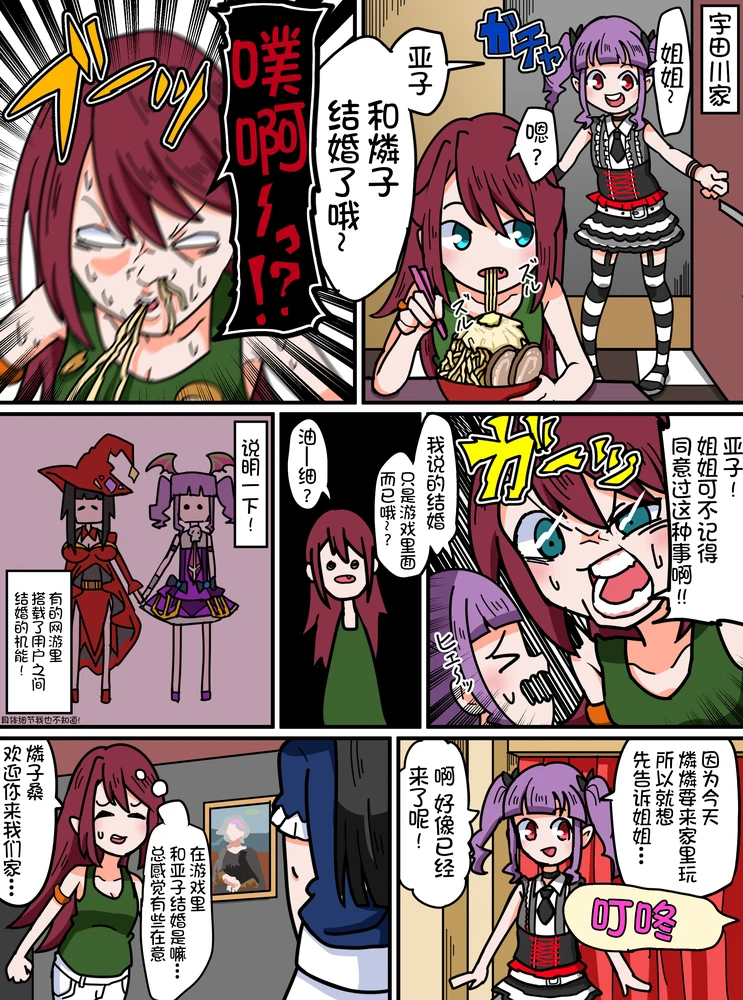 宇田川家
姐姐~
ガチャ
嗯?
ズル
ズル
亚子
和燐子
结婚了哦~
噗啊~っ!?
ブーーツ
亚子!
姐姐可不记得
同意过这种事啊!!
ガーーツ
ヒェ~ッ
我说的结婚
只是游戏里面
而已哦~?
油—细?
说明一下!
有的网游里
搭载了用户之间
结婚的机能!
具体细节我也不知道!
因为今天
燐燐要来家里玩
所以就想
先告诉姐姐…
叮咚
啊 好像已经
来了呢!
在游戏里
和亚子结婚是嘛…
总感觉有些在意
燐子桑
欢迎你来我们家…